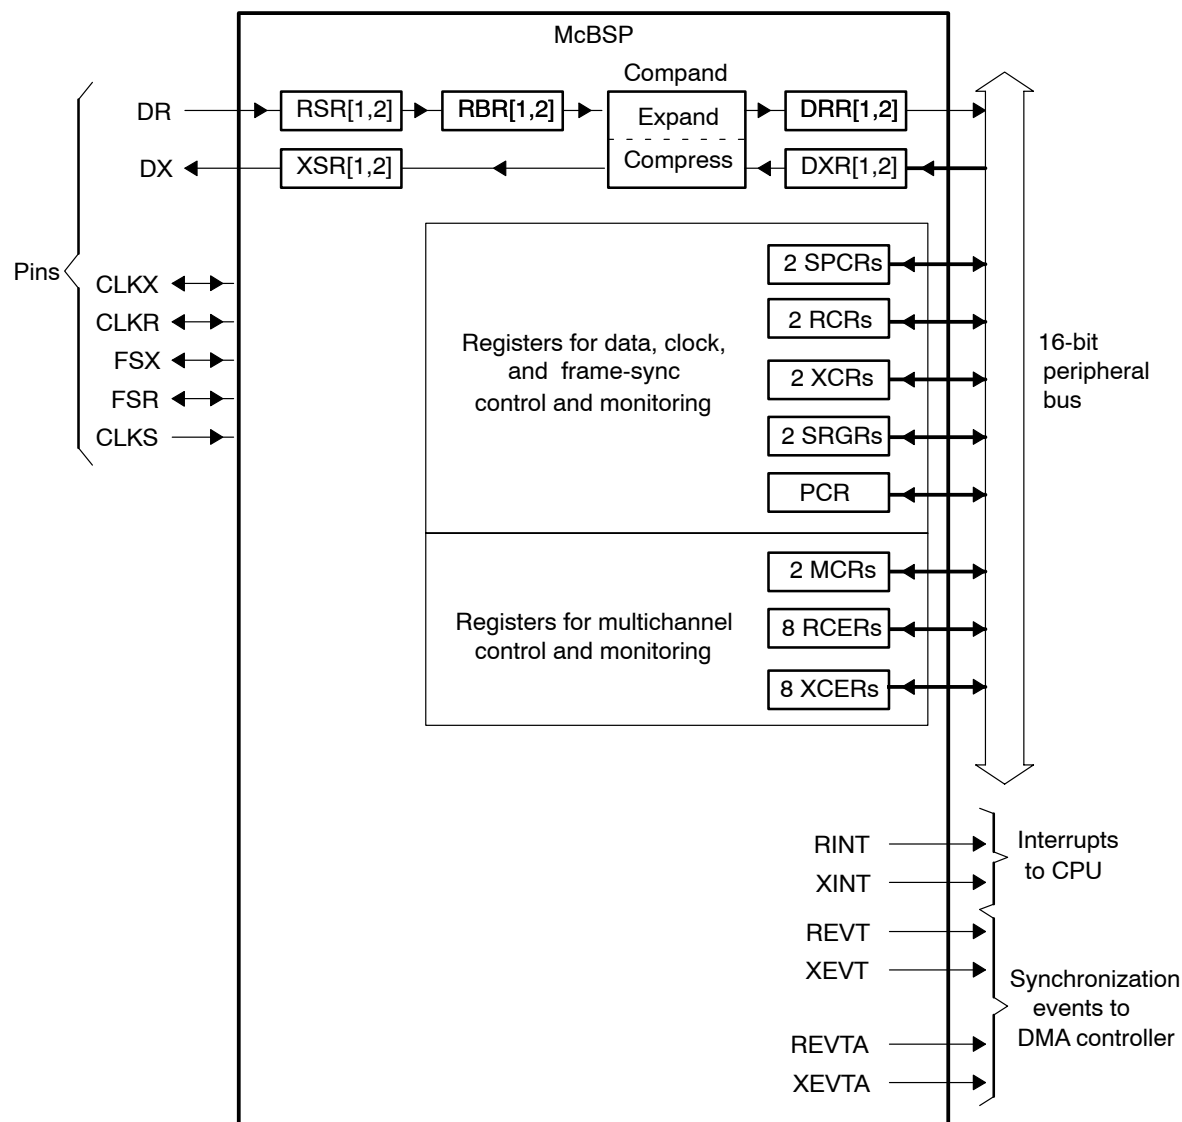 McBSP
Compand
DR
RSR[1,2]
RBR[1,2]
Expand
DRR[1,2]
DX
XSR[1,2]
Compress
DXR[1,2]
Pins
CLKX
CLKR
FSX
FSR
CLKS
Registers for data, clock,
and frame-sync
control and monitoring
2 SPCRs
2 RCRs
2 XCRs
2 SRGRs
PCR
16-bit
peripheral
bus
Registers for multichannel
control and monitoring
2 MCRs
8 RCERs
8 XCERs
RINT
XINT
Interrupts
to CPU
REVT
XEVT
REVTA
XEVTA
Synchronization
events to
DMA controller